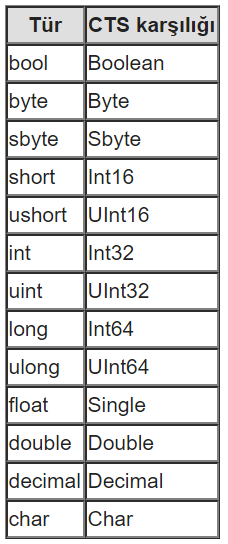 Tür CTS karşılığı
bool Boolean
byte Byte
sbyte Sbyte
short Int16
ushort UInt16
int Int32
uint UInt32
long Int64
ulong UInt64
float Single
double Double
decimal Decimal
char Char